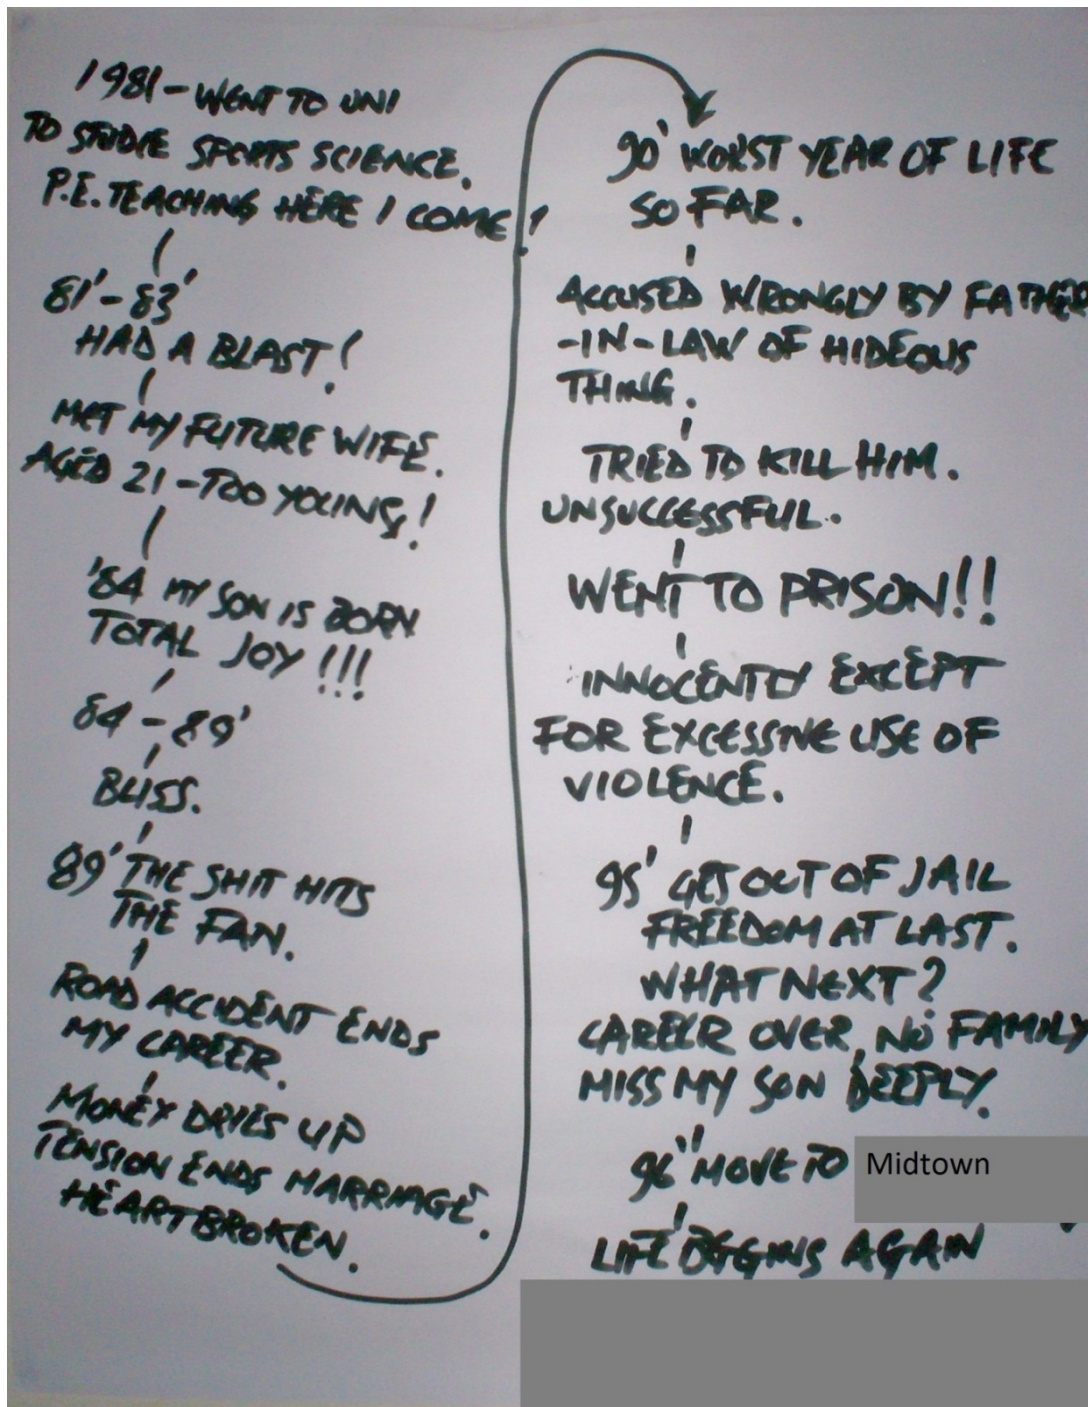 1981 - WENT TO UNI
TO STUDIE SPORTS SCIENCE.
P.E. TEACHING HERE I COME!
81' - 83'
HAD A BLAST!
MET MY FUTURE WIFE.
AGED 21 - TOO YOUNG!
'84 MY SON IS BORN
TOTAL JOY!!!
84 - 89'
BLISS.
89' THE SHIT HITS
THE FAN.
ROAD ACCIDENT ENDS
MY CAREER.
MONEY DRIES UP
TENSION ENDS MARRIAGE.
HEARTBROKEN.
90' WORST YEAR OF LIFE
SO FAR.
ACCUSED WRONGLY BY FATHER
-IN-LAW OF HIDEOUS
THING.
TRIED TO KILL HIM.
UNSUCCESSFUL.
WENT TO PRISON!!
INNOCENTLY EXCEPT
FOR EXCESSIVE USE OF
VIOLENCE.
95' GET OUT OF JAIL
FREEDOM AT LAST.
WHAT NEXT?
CAREER OVER, NO FAMILY
MISS MY SON DEEPLY.
96" MOVE TO Midtown
LIFE BEGINS AGAIN